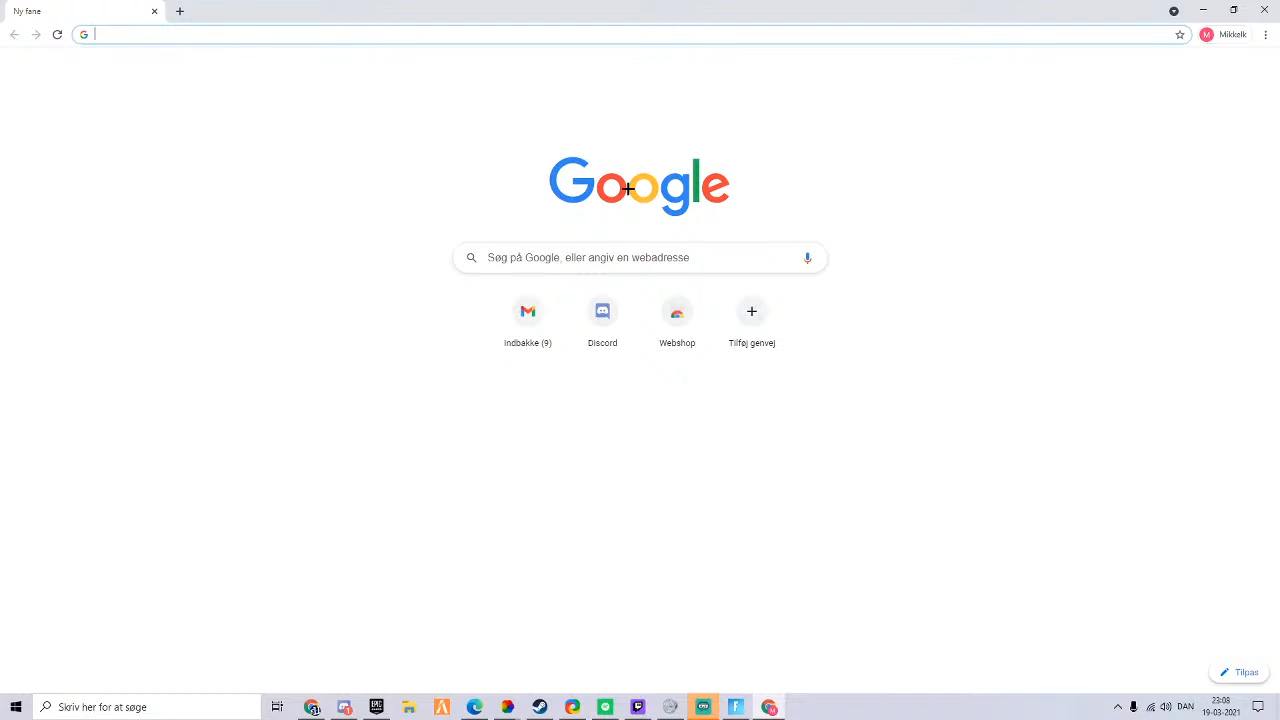 Ny fane
M Mikkelk
Google
Søg på Google, eller angiv en webadresse
Indbakke (9)
Discord
Webshop
Tilføj genvej
Tilpas
Skriv her for at søge
EPIC
DAN
23:08
19-03-2021